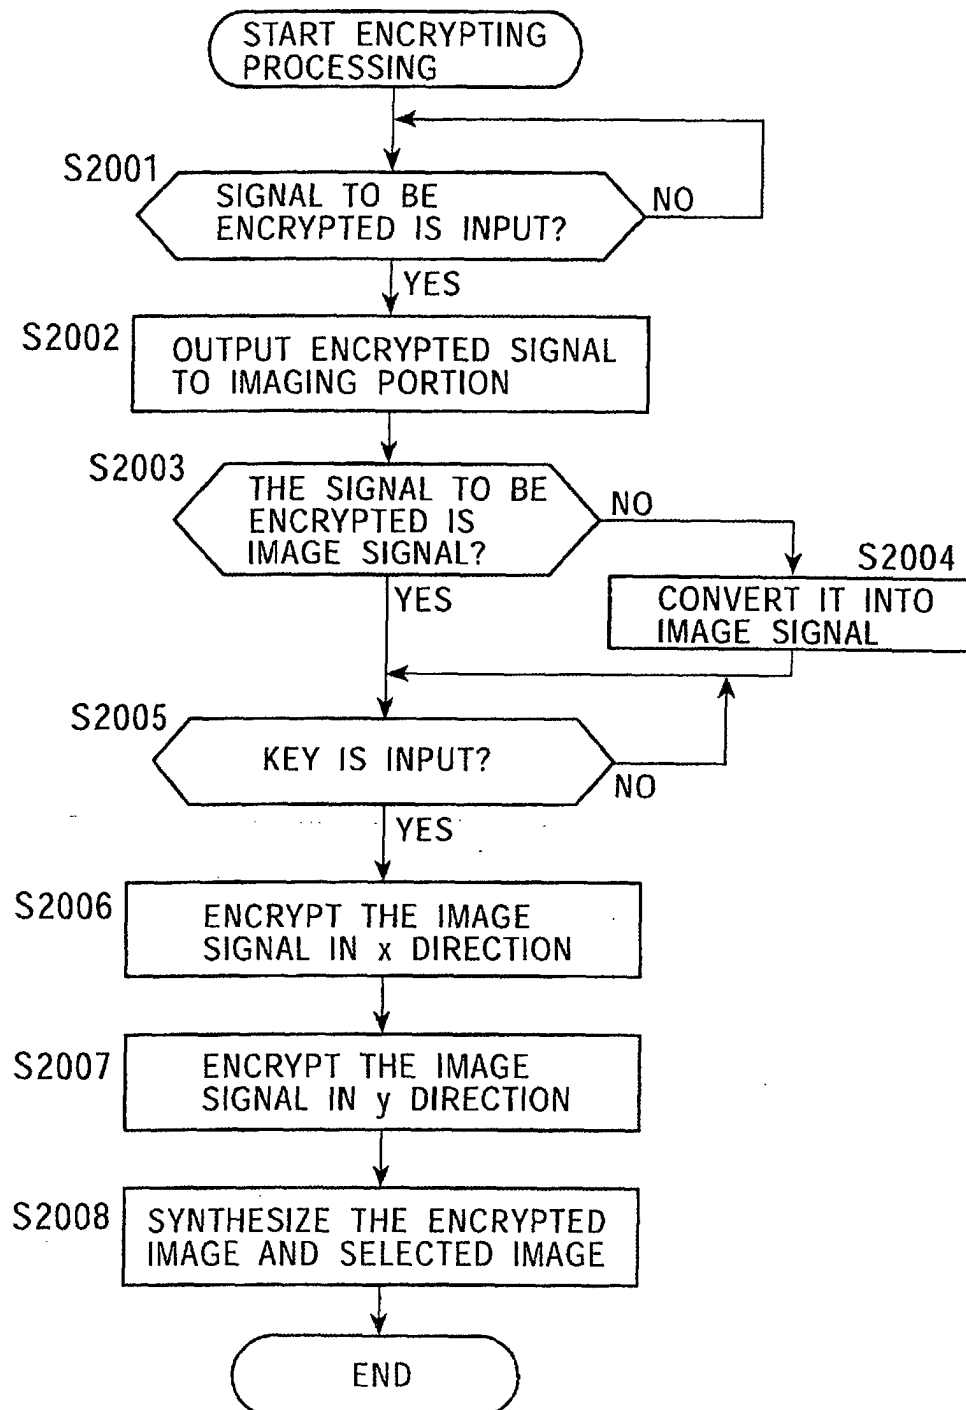 START ENCRYPTING
PROCESSING
S2001
SIGNAL TO BE
ENCRYPTED IS INPUT?
NO
YES
S2002
OUTPUT ENCRYPTED SIGNAL
TO IMAGING PORTION
S2003
THE SIGNAL TO BE
ENCRYPTED IS
IMAGE SIGNAL?
NO
YES
S2004
CONVERT IT INTO
IMAGE SIGNAL
S2005
KEY IS INPUT?
NO
YES
S2006
ENCRYPT THE IMAGE
SIGNAL IN x DIRECTION
S2007
ENCRYPT THE IMAGE
SIGNAL IN y DIRECTION
S2008
SYNTHESIZE THE ENCRYPTED
IMAGE AND SELECTED IMAGE
END